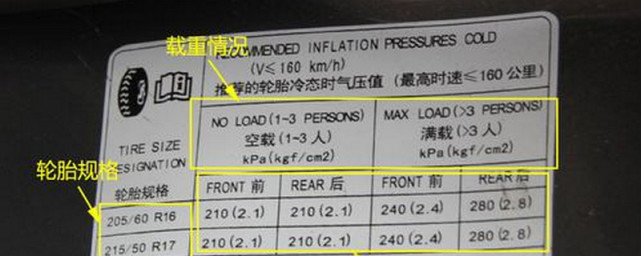 载重情况
RECOMMENDED INFLATION PRESSURES COLD
(V≤160 km/h)
推荐的轮胎冷态时气压值 (最高时速≤160公里)
NO LOAD(1~3 PERSONS)
空载(1~3人)
kPa(kgf/cm2)
MAX LOAD(>3 PERSONS)
满载(>3人)
kPa(kgf/cm2)
TIRE SIZE
DESIGNATION
轮胎规格
轮胎规格
FRONT 前 REAR 后 FRONT 前 REAR 后
205/60 R16 210(2.1) 210(2.1) 240(2.4) 280(2.8)
215/50 R17 210(2.1) 210(2.1) 240(2.4) 280(2.8)